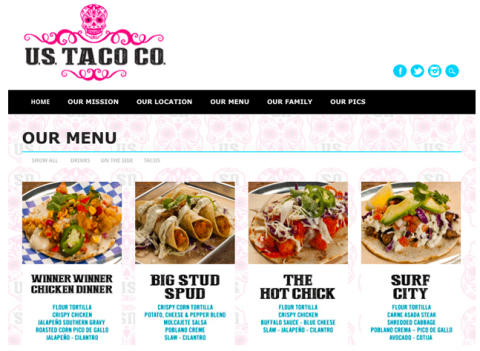 U.S. TACO CO.
HOME OUR MISSION OUR LOCATION OUR MENU OUR FAMILY OUR PICS
OUR MENU
SHOW ALL DRINKS ON THE SIDE TACOS
WINNER WINNER
CHICKEN DINNER
FLOUR TORTILLA
CRISPY CHICKEN
JALAPEÑO SOUTHERN GRAVY
ROASTED CORN PICO DE GALLO
JALAPEÑO - CILANTRO
BIG STUD
SPUD
CRISPY CORN TORTILLA
POTATO, CHEESE & PEPPER BLEND
MOLCAJETE SALSA
POBLANO CREME
SLAW - CILANTRO
THE
HOT CHICK
FLOUR TORTILLA
CRISPY CHICKEN
BUFFALO SAUCE - BLUE CHEESE
SLAW - JALAPEÑO - CILANTRO
SURF
CITY
FLOUR TORTILLA
CARNE ASADA STEAK
SHREDDED CABBAGE
POBLANO CREMA - PICO DE GALLO
AVOCADO - COTIJA